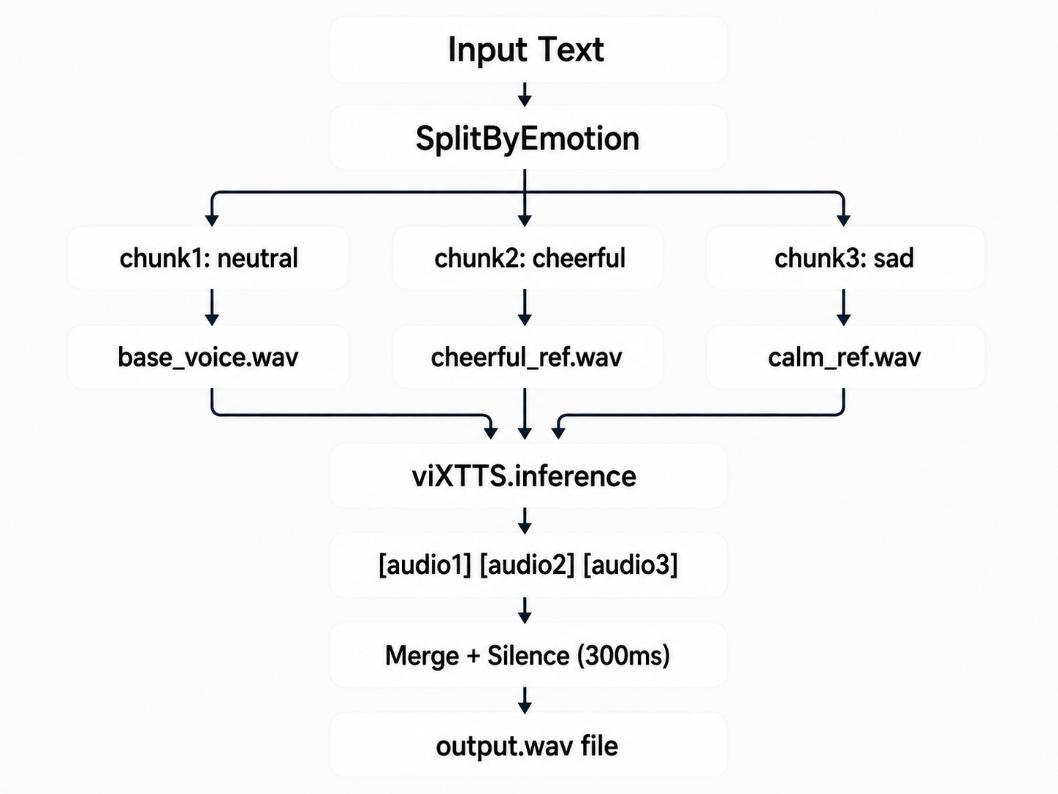 Input Text
SplitByEmotion
chunk1: neutral
chunk2: cheerful
chunk3: sad
base_voice.wav
cheerful_ref.wav
calm_ref.wav
viXTTS.inference
[audio1] [audio2] [audio3]
Merge + Silence (300ms)
output.wav file